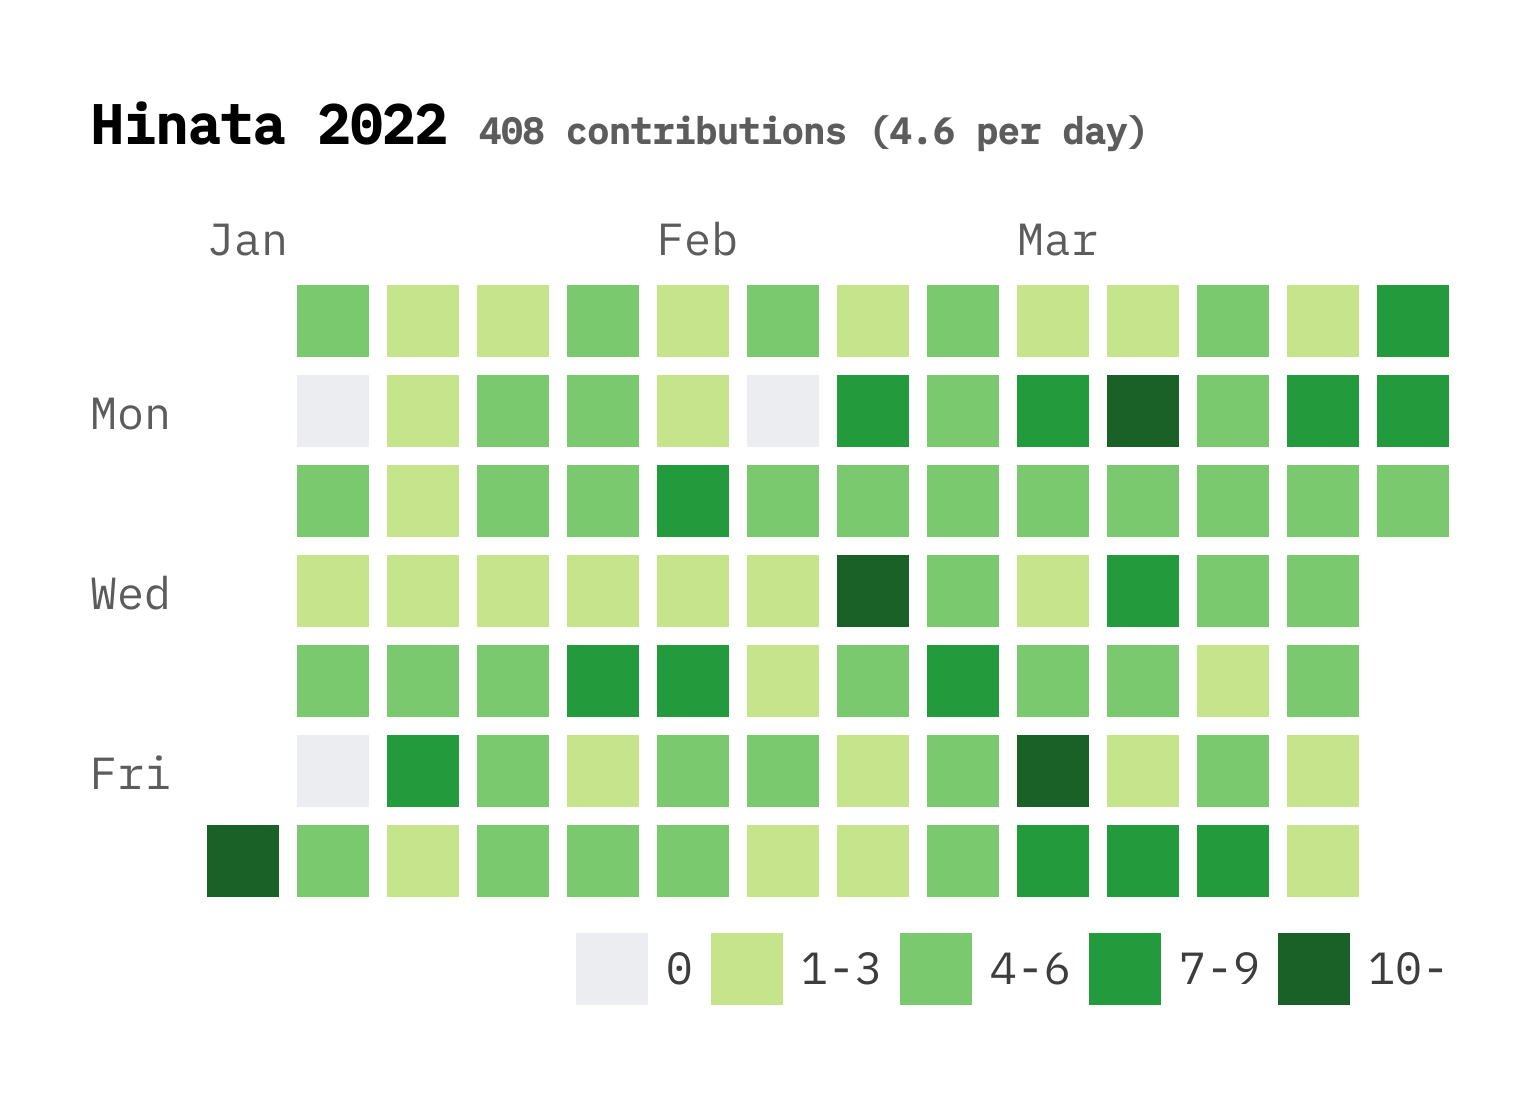 Hinata 2022 408 contributions (4.6 per day)
Jan Feb Mar
Mon
Wed
Fri
0 1-3 4-6 7-9 10-